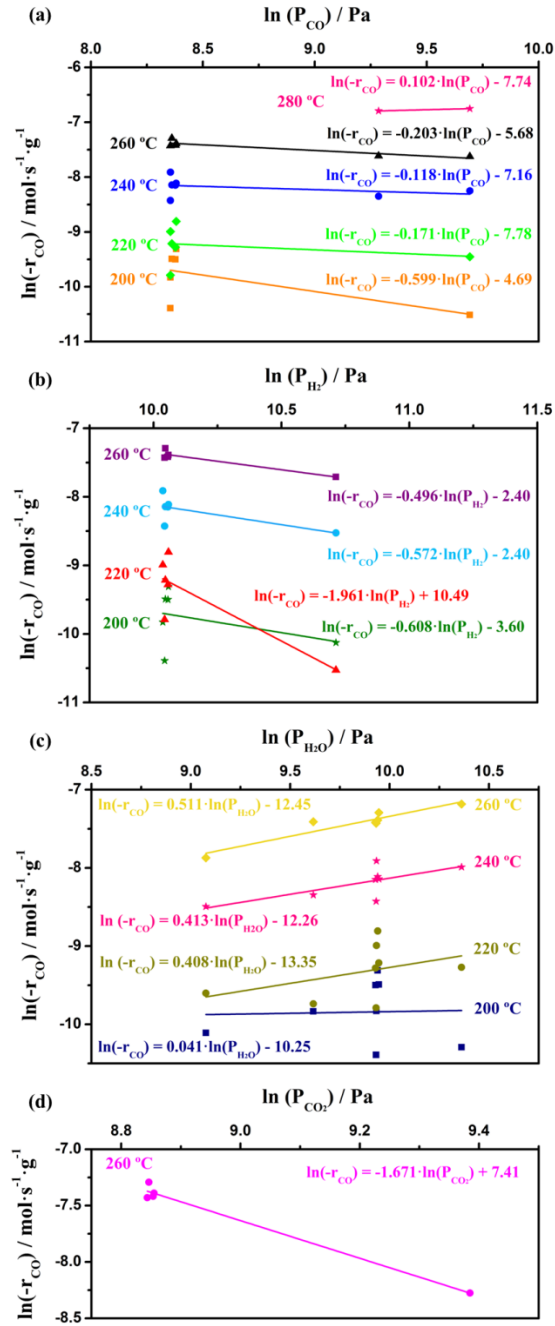 (a)
ln (P_CO) / Pa
8.0 8.5 9.0 9.5 10.0
-6
-7
-8
-9
-10
-11
ln(-r_CO) / mol·s⁻¹·g⁻¹
ln(-r_CO) = 0.102·ln(P_CO) - 7.74
280 ºC
260 ºC
ln(-r_CO) = -0.203·ln(P_CO) - 5.68
240 ºC
ln(-r_CO) = -0.118·ln(P_CO) - 7.16
220 ºC
ln(-r_CO) = -0.171·ln(P_CO) - 7.78
200 ºC
ln(-r_CO) = -0.599·ln(P_CO) - 4.69
(b)
ln (P_H₂) / Pa
10.0 10.5 11.0 11.5
-7
-8
-9
-10
-11
ln(-r_CO) / mol·s⁻¹·g⁻¹
260 ºC
ln(-r_CO) = -0.496·ln(P_H₂) - 2.40
240 ºC
ln(-r_CO) = -0.572·ln(P_H₂) - 2.40
220 ºC
ln(-r_CO) = -1.961·ln(P_H₂) + 10.49
200 ºC
ln(-r_CO) = -0.608·ln(P_H₂) - 3.60
(c)
ln (P_H₂O) / Pa
8.5 9.0 9.5 10.0 10.5
-7
-8
-9
-10
ln(-r_CO) / mol·s⁻¹·g⁻¹
ln(-r_CO) = 0.511·ln(P_H₂O) - 12.45
260 ºC
240 ºC
ln (-r_CO) = 0.413·ln(P_H2O) - 12.26
220 ºC
ln(-r_CO) = 0.408·ln(P_H₂O) - 13.35
200 ºC
ln(-r_CO) = 0.041·ln(P_H₂O) - 10.25
(d)
ln (P_CO₂) / Pa
8.8 9.0 9.2 9.4
-7.0
-7.5
-8.0
-8.5
ln(-r_CO) / mol·s⁻¹·g⁻¹
260 ºC
ln(-r_CO) = -1.671·ln(P_CO₂) + 7.41